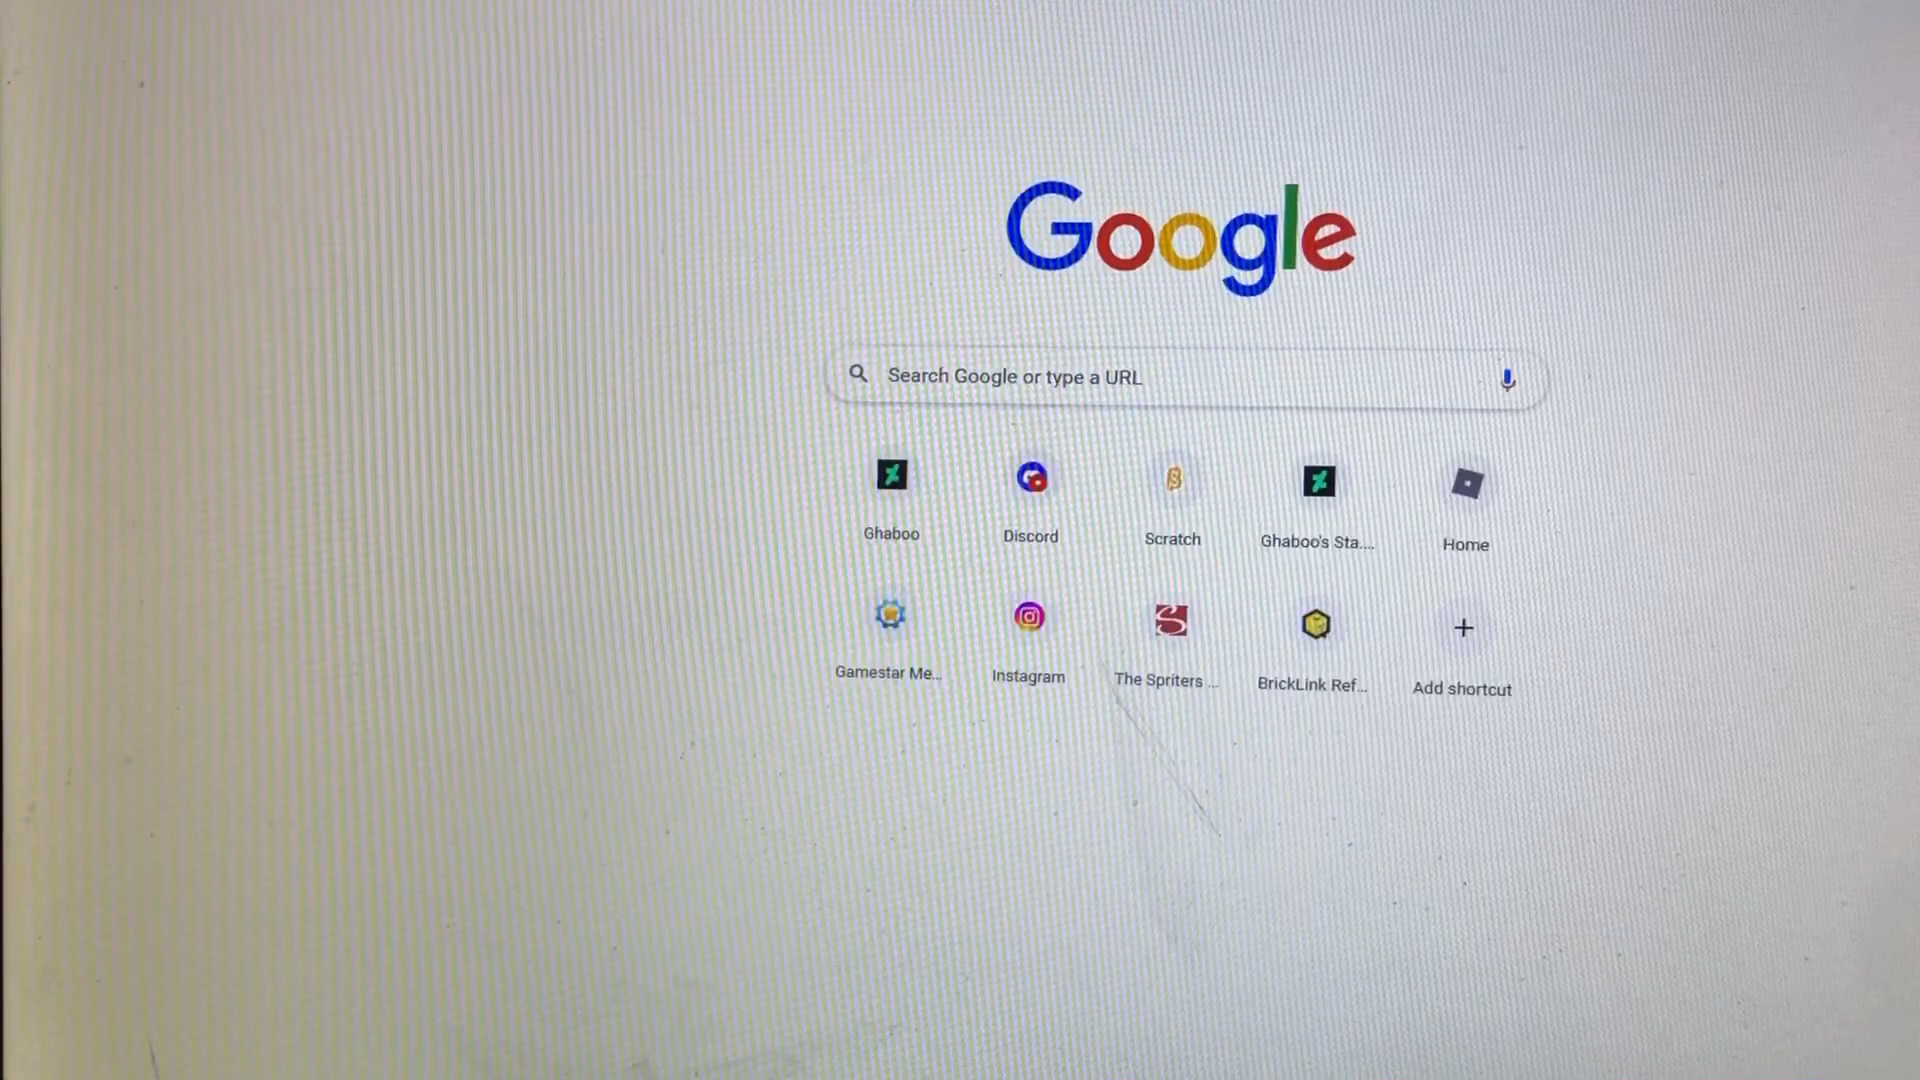 Google
Search Google or type a URL
Ghaboo
Discord
Scratch
Ghaboo's Sta....
Home
Gamestar Me...
Instagram
The Spriters ...
BrickLink Ref...
Add shortcut